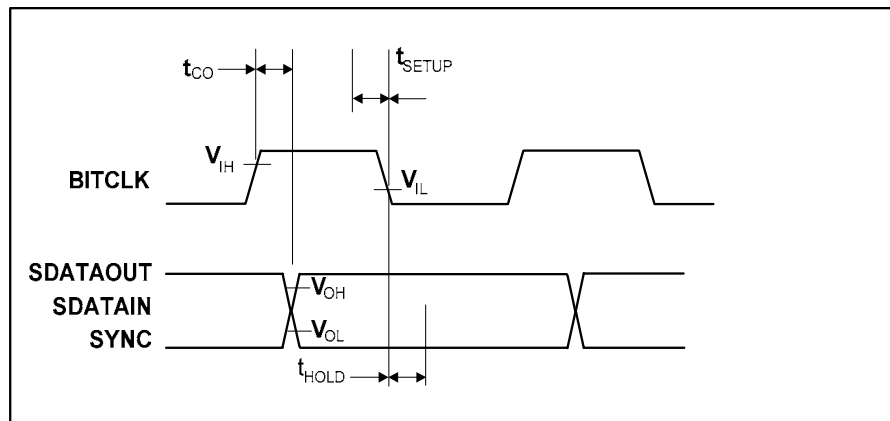 tCO
tSETUP
VIH
BITCLK
VIL
SDATAOUT
VOH
SDATAIN
VOL
SYNC
tHOLD